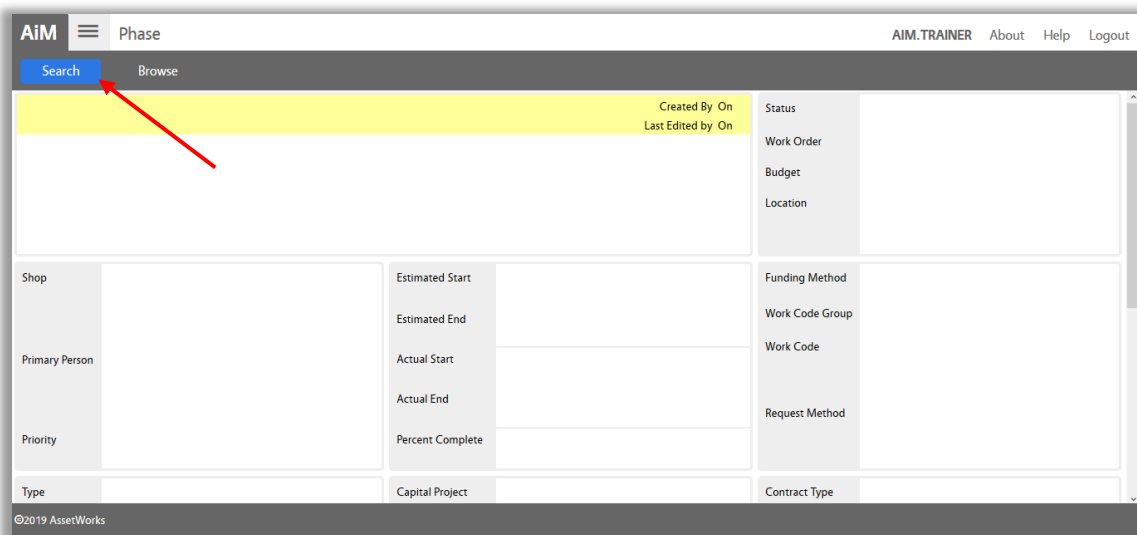 AiM Phase AIM.TRAINER About Help Logout
Search Browse
Created By On
Last Edited by On
Status
Work Order
Budget
Location
Shop
Primary Person
Priority
Estimated Start
Estimated End
Actual Start
Actual End
Percent Complete
Funding Method
Work Code Group
Work Code
Request Method
Type
Capital Project
Contract Type
©2019 AssetWorks